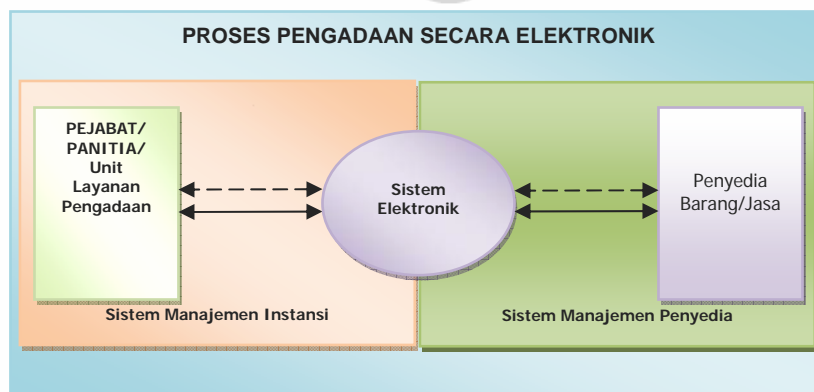 PROSES PENGADAAN SECARA ELEKTRONIK
PEJABAT/
PANITIA/
Unit
Layanan
Pengadaan
Sistem
Elektronik
Penyedia
Barang/Jasa
Sistem Manajemen Instansi
Sistem Manajemen Penyedia